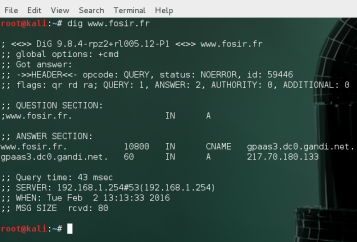 File Edit View Search Terminal Help
root@kali:~# dig www.fosir.fr
; <<>> DiG 9.8.4-rpz2+rl005.12-P1 <<>> www.fosir.fr
;; global options: +cmd
;; Got answer:
;; ->>HEADER<<- opcode: QUERY, status: NOERROR, id: 59446
;; flags: qr rd ra; QUERY: 1, ANSWER: 2, AUTHORITY: 0, ADDITIONAL: 0
;; QUESTION SECTION:
;www.fosir.fr. IN A
;; ANSWER SECTION:
www.fosir.fr. 10800 IN CNAME gpaas3.dc0.gandi.net.
gpaas3.dc0.gandi.net. 60 IN A 217.70.180.133
;; Query time: 43 msec
;; SERVER: 192.168.1.254#53(192.168.1.254)
;; WHEN: Tue Feb 2 13:13:33 2016
;; MSG SIZE rcvd: 80
root@kali:~#